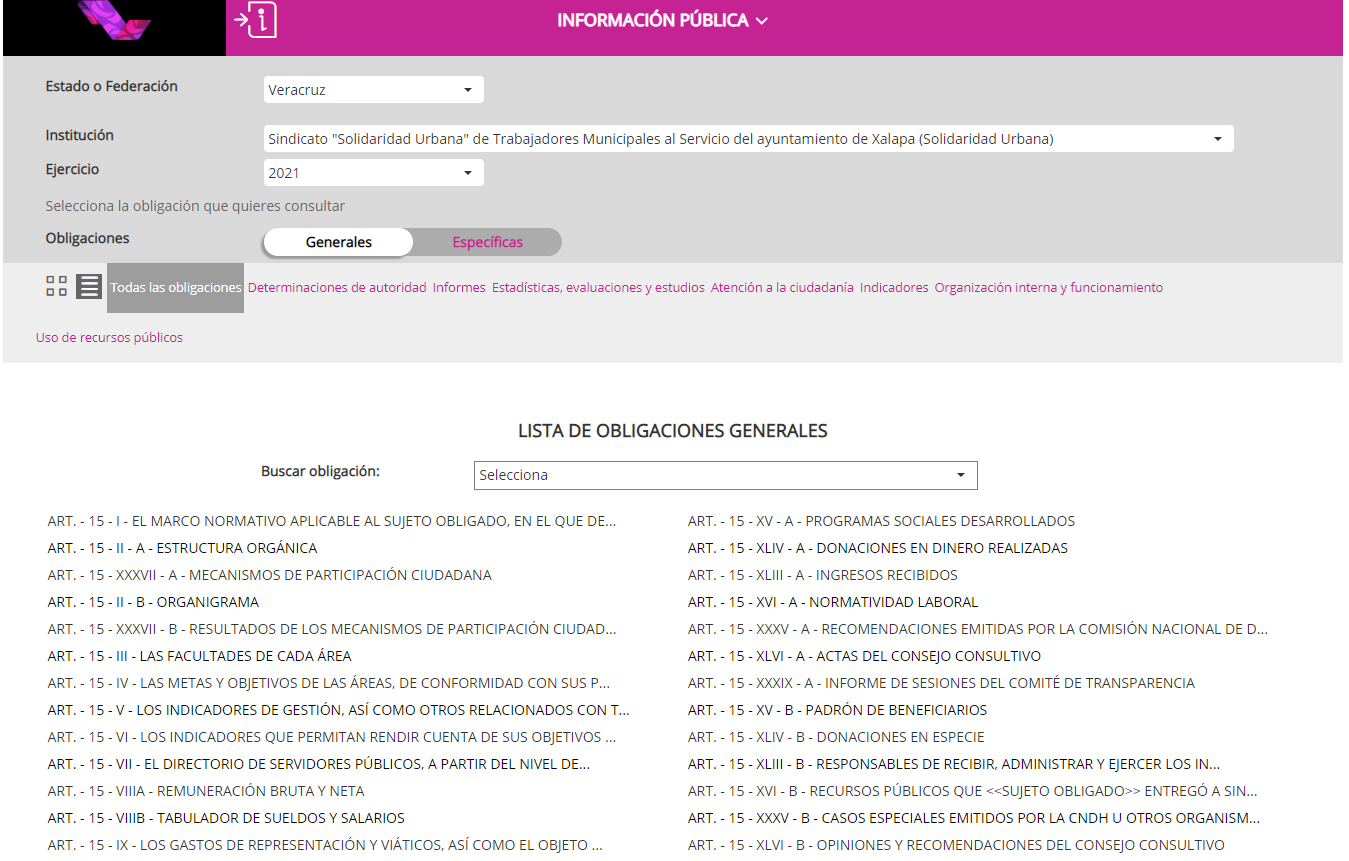 INFORMACIÓN PÚBLICA
Estado o Federación
Veracruz
Institución
Sindicato "Solidaridad Urbana" de Trabajadores Municipales al Servicio del ayuntamiento de Xalapa (Solidaridad Urbana)
Ejercicio
2021
Selecciona la obligación que quieres consultar
Obligaciones
Generales
Específicas
Todas las obligaciones Determinaciones de autoridad Informes Estadísticas, evaluaciones y estudios Atención a la ciudadanía Indicadores Organización interna y funcionamiento
Uso de recursos públicos
LISTA DE OBLIGACIONES GENERALES
Buscar obligación:
Selecciona
ART. - 15 - I - EL MARCO NORMATIVO APLICABLE AL SUJETO OBLIGADO, EN EL QUE DE...
ART. - 15 - II - A - ESTRUCTURA ORGÁNICA
ART. - 15 - XXXVII - A - MECANISMOS DE PARTICIPACIÓN CIUDADANA
ART. - 15 - II - B - ORGANIGRAMA
ART. - 15 - XXXVII - B - RESULTADOS DE LOS MECANISMOS DE PARTICIPACIÓN CIUDAD...
ART. - 15 - III - LAS FACULTADES DE CADA ÁREA
ART. - 15 - IV - LAS METAS Y OBJETIVOS DE LAS ÁREAS, DE CONFORMIDAD CON SUS P...
ART. - 15 - V - LOS INDICADORES DE GESTIÓN, ASÍ COMO OTROS RELACIONADOS CON T...
ART. - 15 - VI - LOS INDICADORES QUE PERMITAN RENDIR CUENTA DE SUS OBJETIVOS ...
ART. - 15 - VII - EL DIRECTORIO DE SERVIDORES PÚBLICOS, A PARTIR DEL NIVEL DE...
ART. - 15 - VIIIA - REMUNERACIÓN BRUTA Y NETA
ART. - 15 - VIIIB - TABULADOR DE SUELDOS Y SALARIOS
ART. - 15 - IX - LOS GASTOS DE REPRESENTACIÓN Y VIÁTICOS, ASÍ COMO EL OBJETO ...
ART. - 15 - XV - A - PROGRAMAS SOCIALES DESARROLLADOS
ART. - 15 - XLIV - A - DONACIONES EN DINERO REALIZADAS
ART. - 15 - XLIII - A - INGRESOS RECIBIDOS
ART. - 15 - XVI - A - NORMATIVIDAD LABORAL
ART. - 15 - XXXV - A - RECOMENDACIONES EMITIDAS POR LA COMISIÓN NACIONAL DE D...
ART. - 15 - XLVI - A - ACTAS DEL CONSEJO CONSULTIVO
ART. - 15 - XXXIX - A - INFORME DE SESIONES DEL COMITÉ DE TRANSPARENCIA
ART. - 15 - XV - B - PADRÓN DE BENEFICIARIOS
ART. - 15 - XLIV - B - DONACIONES EN ESPECIE
ART. - 15 - XLIII - B - RESPONSABLES DE RECIBIR, ADMINISTRAR Y EJERCER LOS IN...
ART. - 15 - XVI - B - RECURSOS PÚBLICOS QUE <<SUJETO OBLIGADO>> ENTREGÓ A SIN...
ART. - 15 - XXXV - B - CASOS ESPECIALES EMITIDOS POR LA CNDH U OTROS ORGANISM...
ART. - 15 - XLVI - B - OPINIONES Y RECOMENDACIONES DEL CONSEJO CONSULTIVO